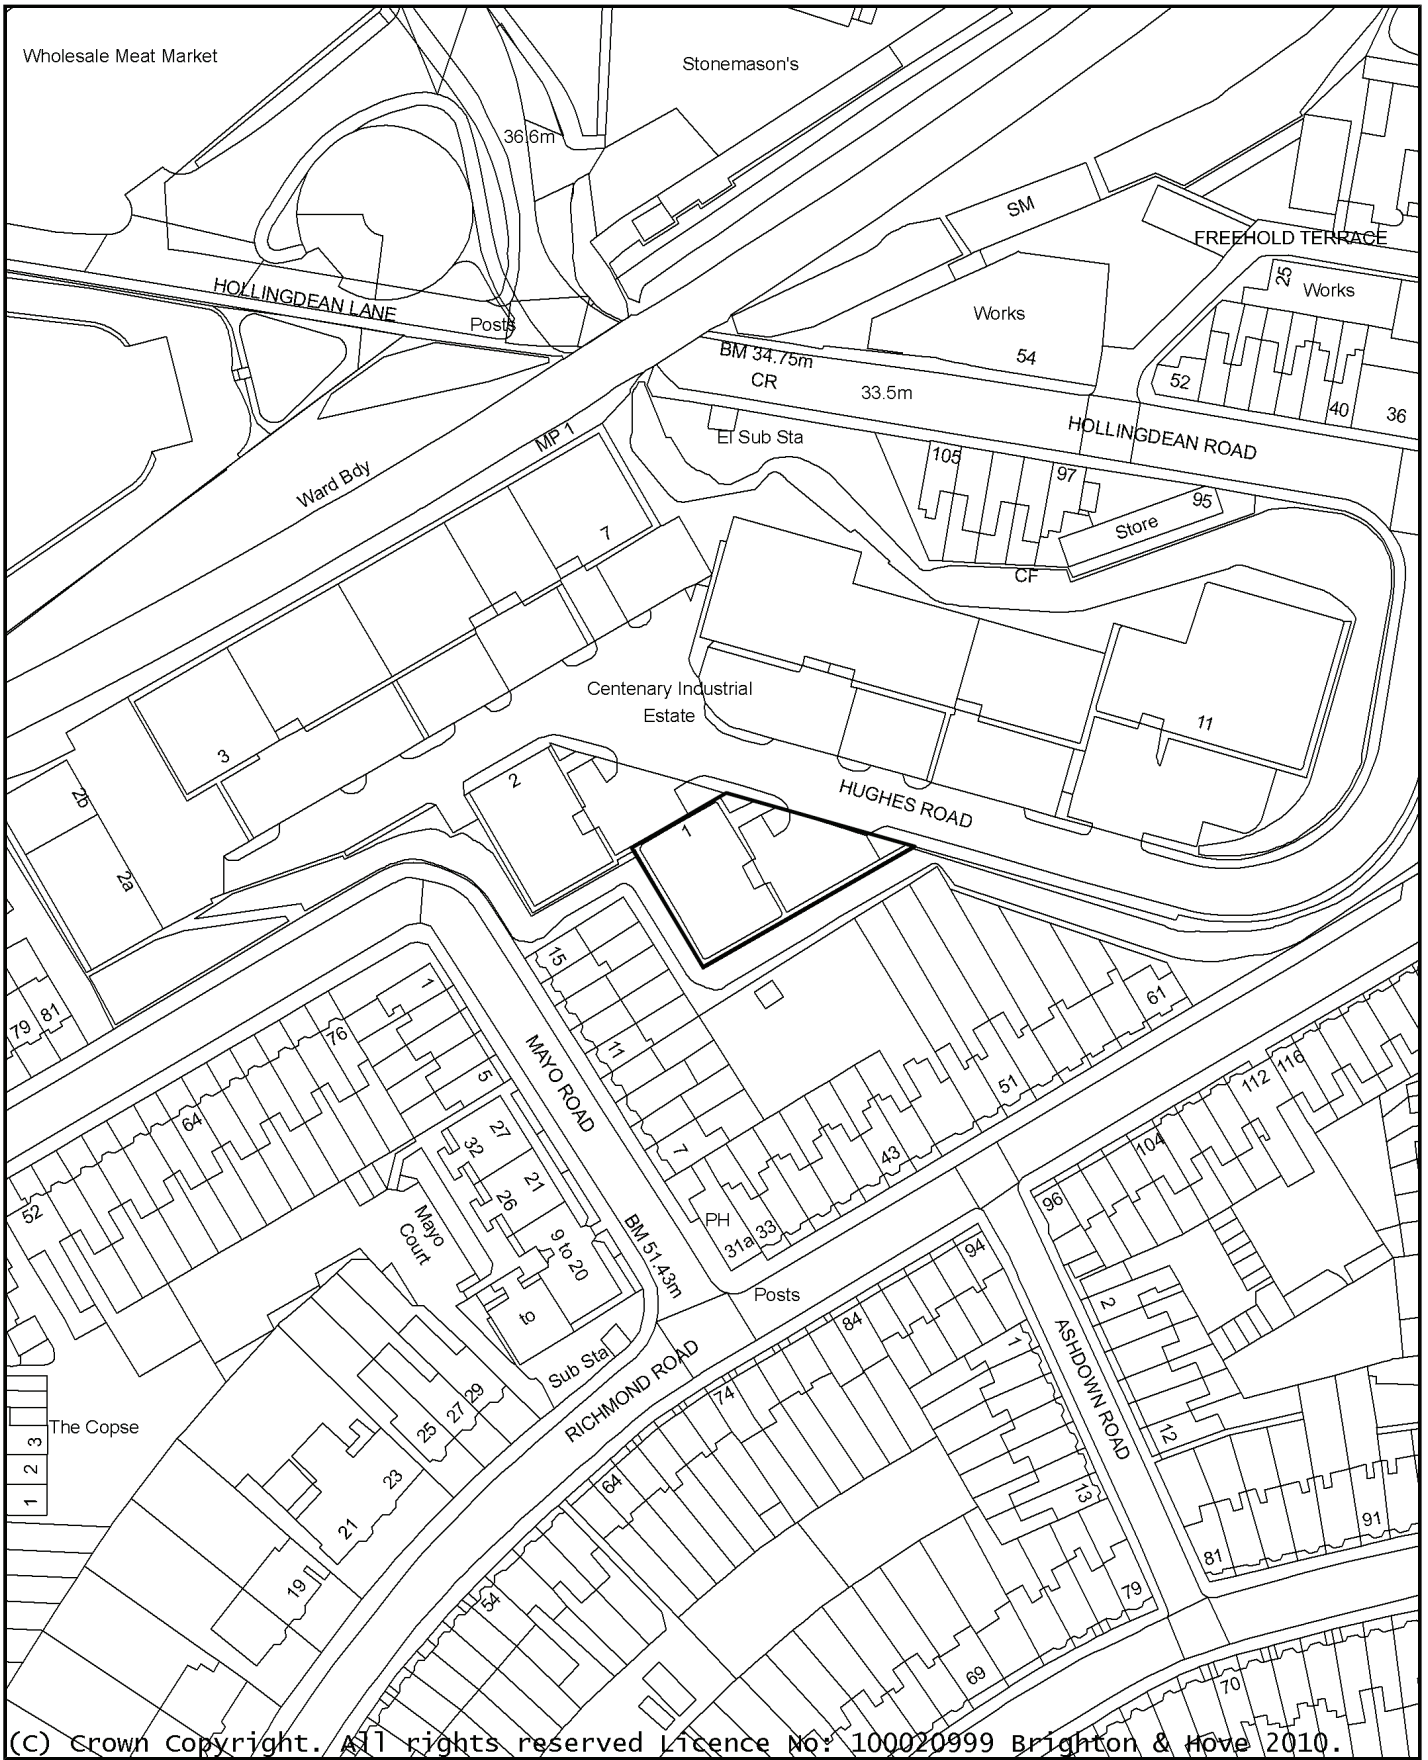 Wholesale Meat Market
Stonemason's
36.6m
SM
FREEHOLD TERRACE
25
Works
HOLLINGDEAN LANE
Posts
Works
54
BM 34.75m
CR
33.5m
52
40
36
HOLLINGDEAN ROAD
MP 1
El Sub Sta
Ward Bdy
105
97
95
Store
7
CF
Centenary Industrial
Estate
11
3
2
2b
1
HUGHES ROAD
2a
15
79
81
1
76
61
11
MAYO ROAD
5
51
64
27
32
7
43
112
116
104
21
26
52
Mayo
Court
PH
31a
33
96
9 to 20
BM 51.43m
94
to
Posts
84
2
1
Sub Sta
RICHMOND ROAD
ASHDOWN ROAD
74
29
27
25
The Copse
3
2
1
12
23
64
13
21
91
19
54
81
79
69
70
(C) Crown Copyright. All rights reserved Licence No: 100020999 Brighton & Hove 2010.